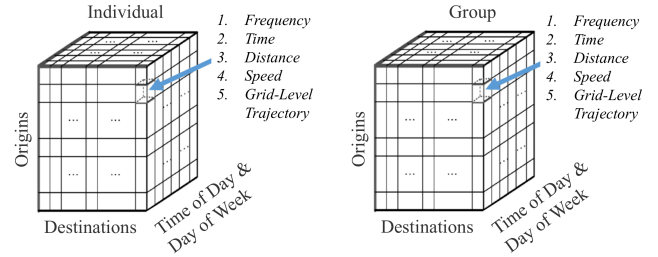 Individual
1. Frequency
2. Time
3. Distance
4. Speed
5. Grid-Level
Trajectory
...
...
...
...
...
...
Origins
Destinations
Time of Day &
Day of Week
Group
1. Frequency
2. Time
3. Distance
4. Speed
5. Grid-Level
Trajectory
...
...
...
...
...
...
Origins
Destinations
Time of Day &
Day of Week